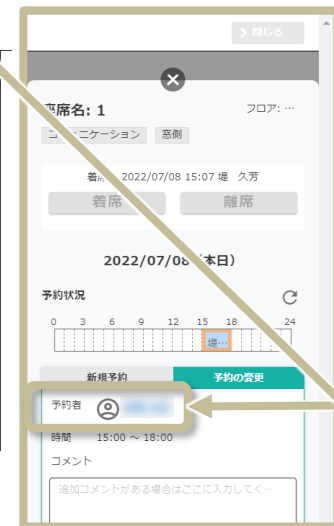 閉じる
座席名: 1
フロア: …
コミュニケーション 窓側
着席 2022/07/08 15:07 堤 久芳
着席 離席
2022/07/08（本日）
予約状況
0 3 6 9 12 15 18 24
堤…
新規予約 予約の変更
予約者
時間 15:00 ～ 18:00
コメント
追加コメントがある場合はここに入力してく…